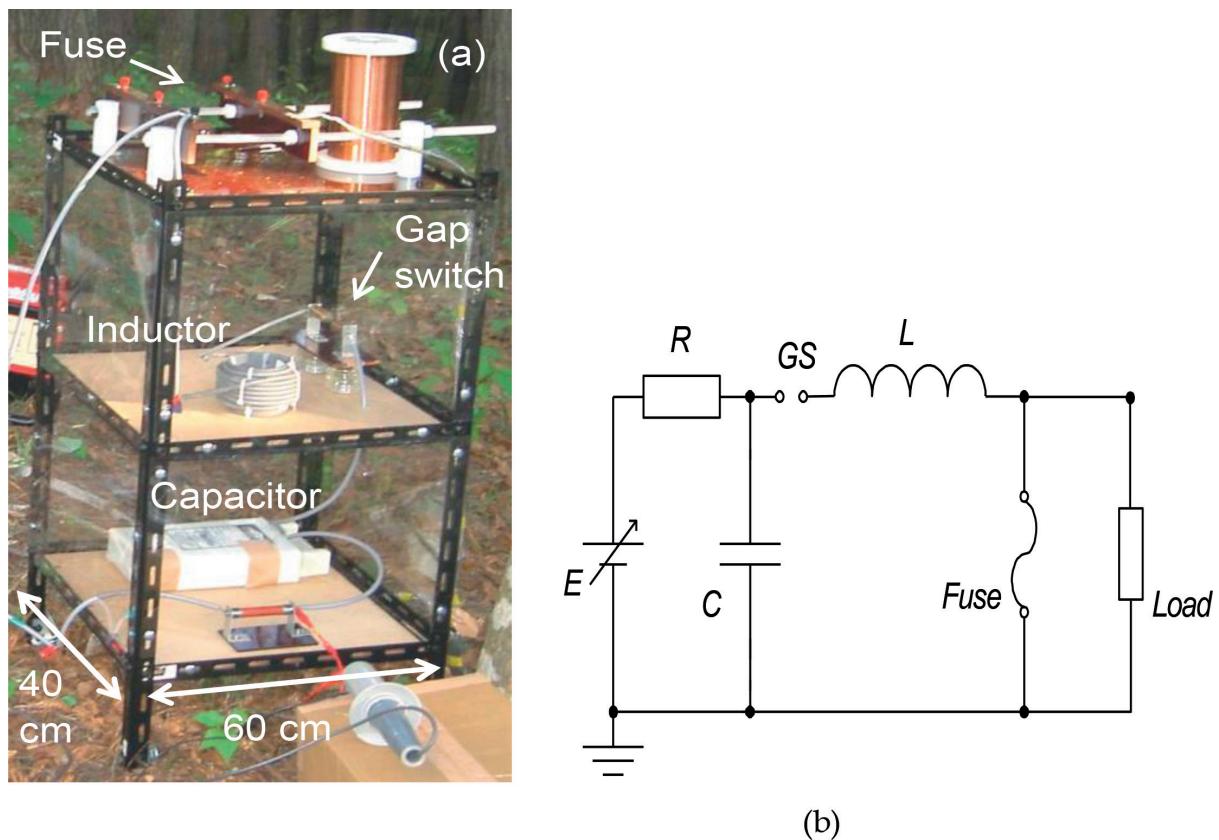 Fuse
(a)
Gap
switch
Inductor
Capacitor
40
cm
60 cm
R
GS
L
E
C
Fuse
Load
(b)